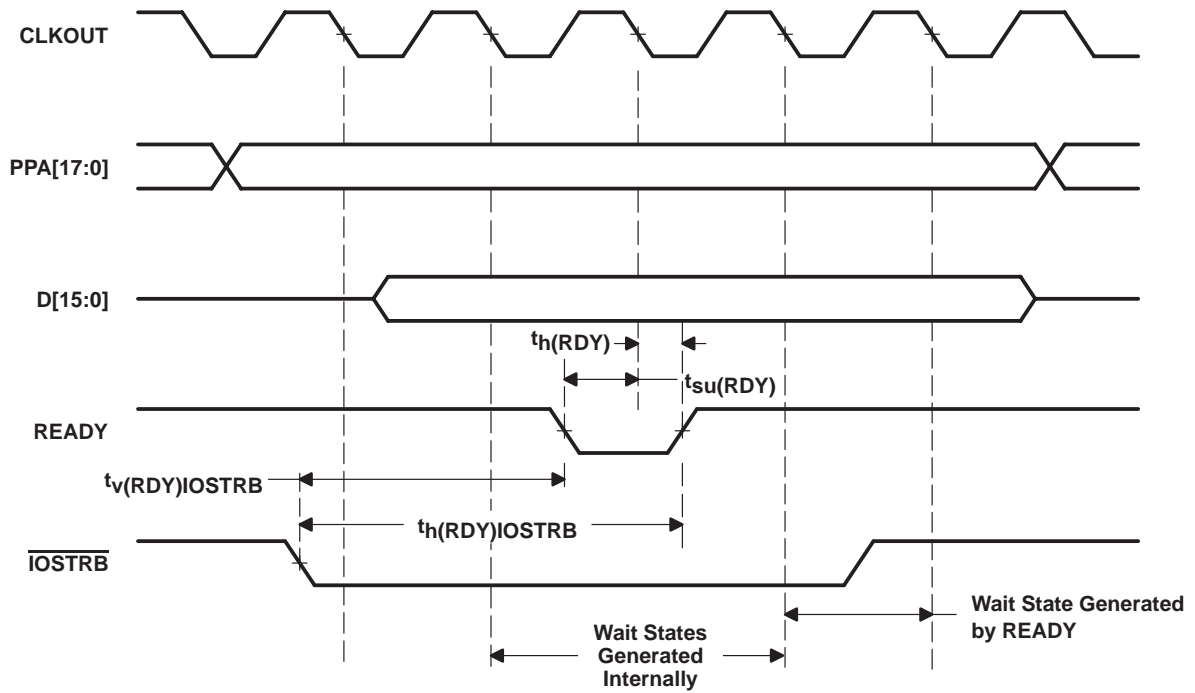 CLKOUT
PPA[17:0]
D[15:0]
th(RDY)
tsu(RDY)
READY
tv(RDY)IOSTRB
th(RDY)IOSTRB
IOSTRB
Wait State Generated
by READY
Wait States
Generated
Internally